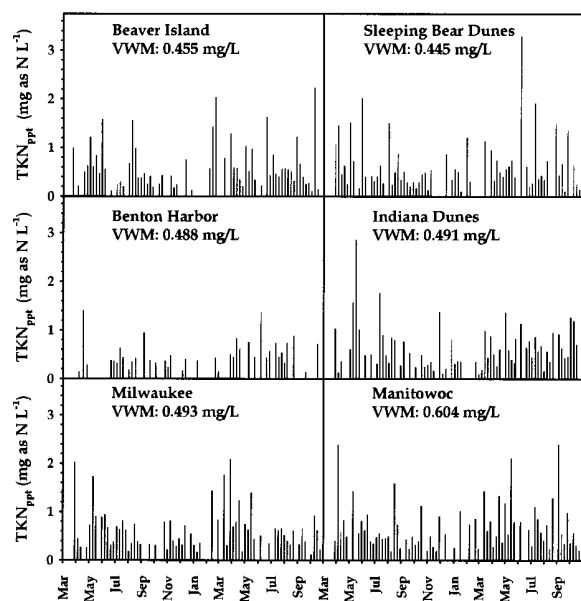 Beaver Island
VWM: 0.455 mg/L
Sleeping Bear Dunes
VWM: 0.445 mg/L
TKNppt (mg as N L-1)
3
2
1
0
Benton Harbor
VWM: 0.488 mg/L
Indiana Dunes
VWM: 0.491 mg/L
TKNppt (mg as N L-1)
3
2
1
0
Milwaukee
VWM: 0.493 mg/L
Manitowoc
VWM: 0.604 mg/L
TKNppt (mg as N L-1)
3
2
1
0
Mar May Jul Sep Nov Jan Mar May Jul Sep Mar May Jul Sep Nov Jan Mar May Jul Sep